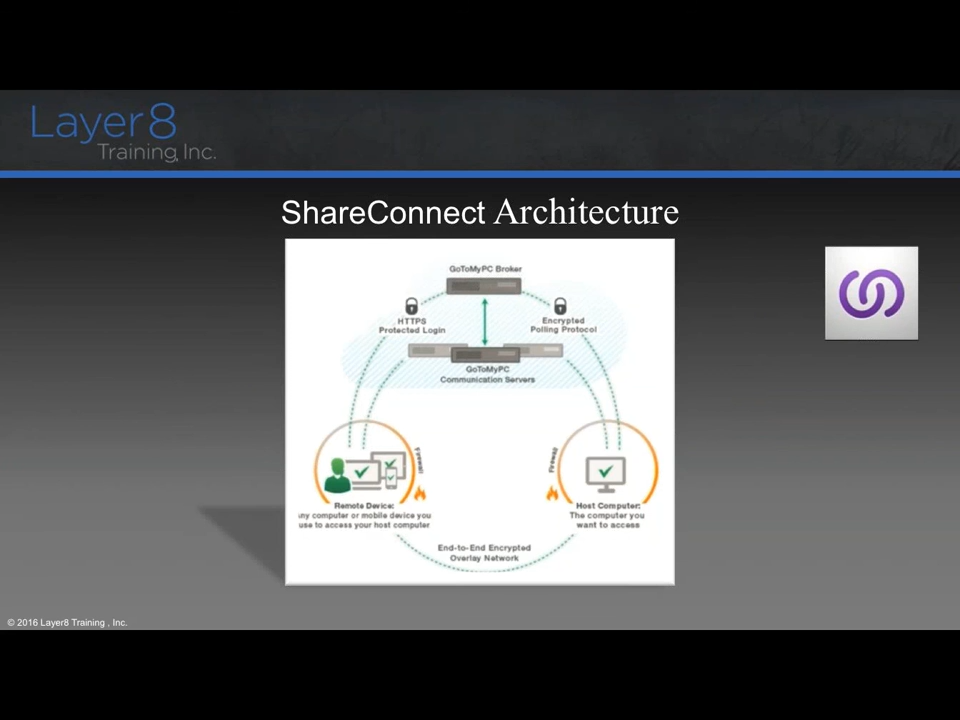 Layer8
Training, Inc.
ShareConnect Architecture
GoToMyPC Broker
HTTPS
Protected Login
Encrypted
Polling Protocol
GoToMyPC
Communication Servers
Firewall
Firewall
Remote Device:
ny computer or mobile device you
use to access your host computer
Host Computer:
The computer you
want to access
End-to-End Encrypted
Overlay Network
© 2016 Layer8 Training , Inc.